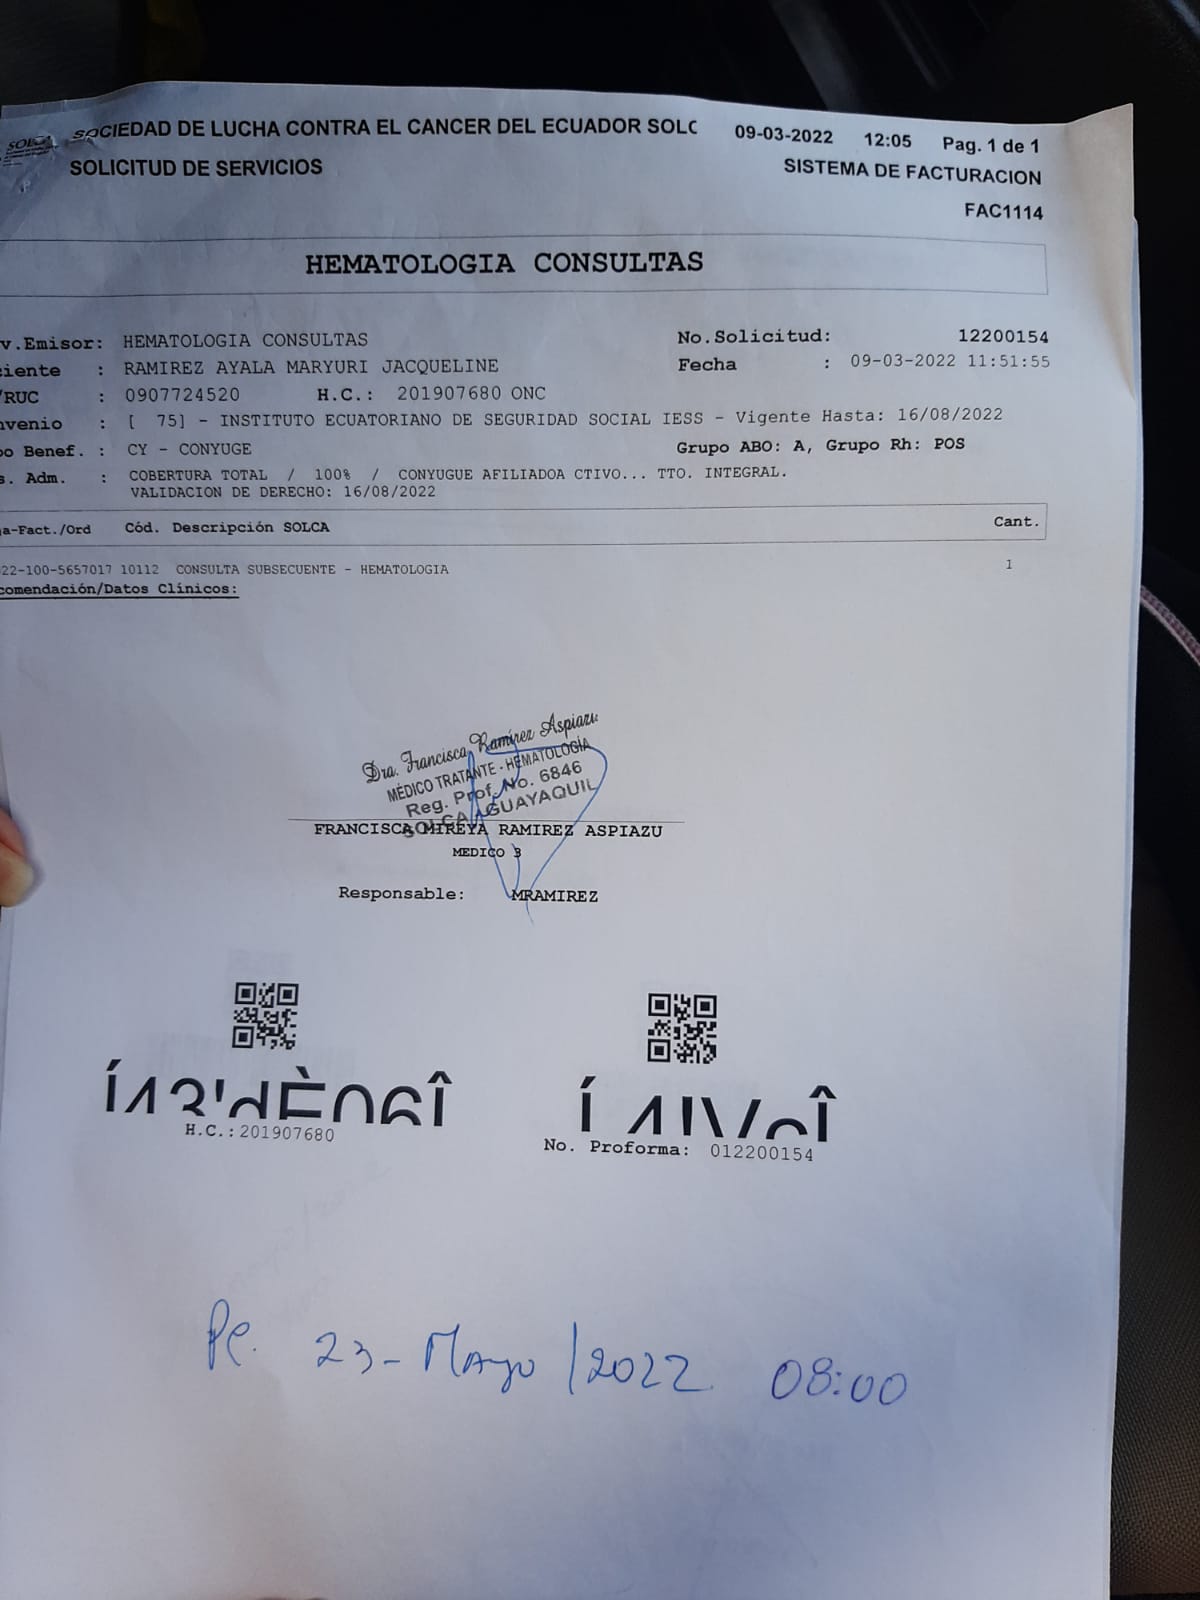 SOLCA SOCIEDAD DE LUCHA CONTRA EL CANCER DEL ECUADOR SOLC 09-03-2022 12:05 Pag. 1 de 1
SOLICITUD DE SERVICIOS SISTEMA DE FACTURACION
FAC1114
HEMATOLOGIA CONSULTAS
v.Emisor: HEMATOLOGIA CONSULTAS No.Solicitud: 12200154
ciente : RAMIREZ AYALA MARYURI JACQUELINE Fecha : 09-03-2022 11:51:55
/RUC : 0907724520 H.C.: 201907680 ONC
nvenio : [ 75] - INSTITUTO ECUATORIANO DE SEGURIDAD SOCIAL IESS - Vigente Hasta: 16/08/2022
o Benef. : CY - CONYUGE Grupo ABO: A, Grupo Rh: POS
s. Adm. : COBERTURA TOTAL / 100% / CONYUGUE AFILIADOA CTIVO... TTO. INTEGRAL.
VALIDACION DE DERECHO: 16/08/2022
a-Fact./Ord Cód. Descripción SOLCA Cant.
22-100-5657017 10112 CONSULTA SUBSECUENTE - HEMATOLOGIA 1
comendación/Datos Clínicos:
Dra. Francisca Ramírez Aspiazu
MÉDICO TRATANTE - HEMATOLOGÍA
Reg. Prof. No. 6846
SOLCA - GUAYAQUIL
FRANCISCA MIREYA RAMIREZ ASPIAZU
MEDICO 3
Responsable: MRAMIREZ
H.C.:201907680
No. Proforma: 012200154
23-Mayo/2022 08:00